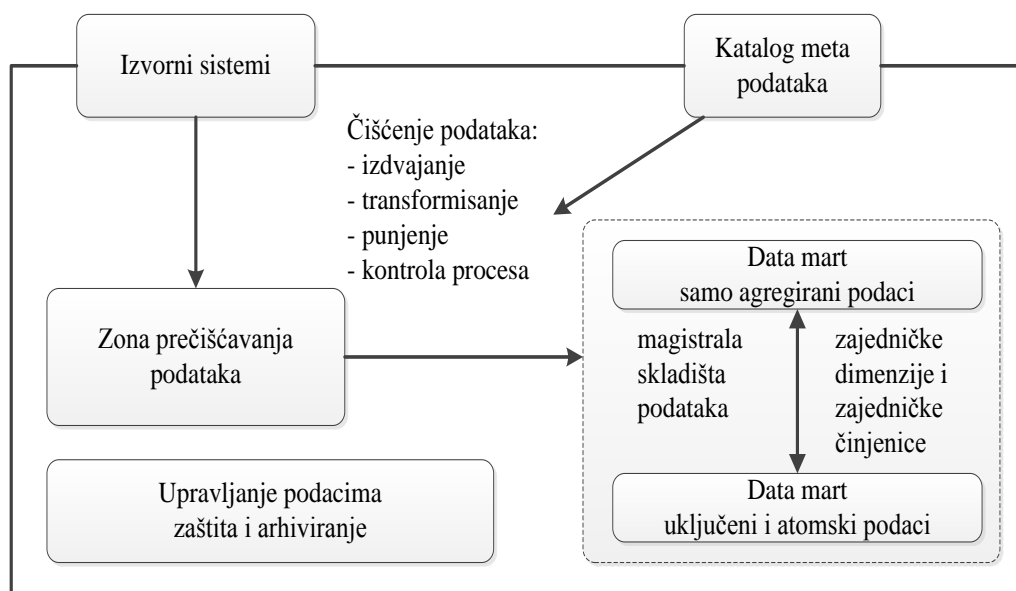 Izvorni sistemi
Katalog meta
podataka
Čišćenje podataka:
- izdvajanje
- transformisanje
- punjenje
- kontrola procesa
Zona prečišćavanja
podataka
Data mart
samo agregirani podaci
magistrala
skladišta
podataka
zajedničke
dimenzije i
zajedničke
činjenice
Data mart
uključeni i atomski podaci
Upravljanje podacima
zaštita i arhiviranje